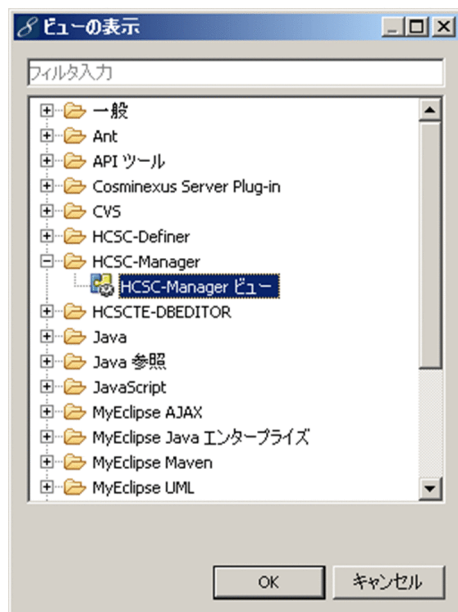 ビューの表示
フィルタ入力
一般
Ant
API ツール
Cosminexus Server Plug-in
CVS
HCSC-Definer
HCSC-Manager
HCSC-Manager ビュー
HCSCTE-DBEDITOR
Java
Java 参照
JavaScript
MyEclipse AJAX
MyEclipse Java エンタープライズ
MyEclipse Maven
MyEclipse UML
OK キャンセル